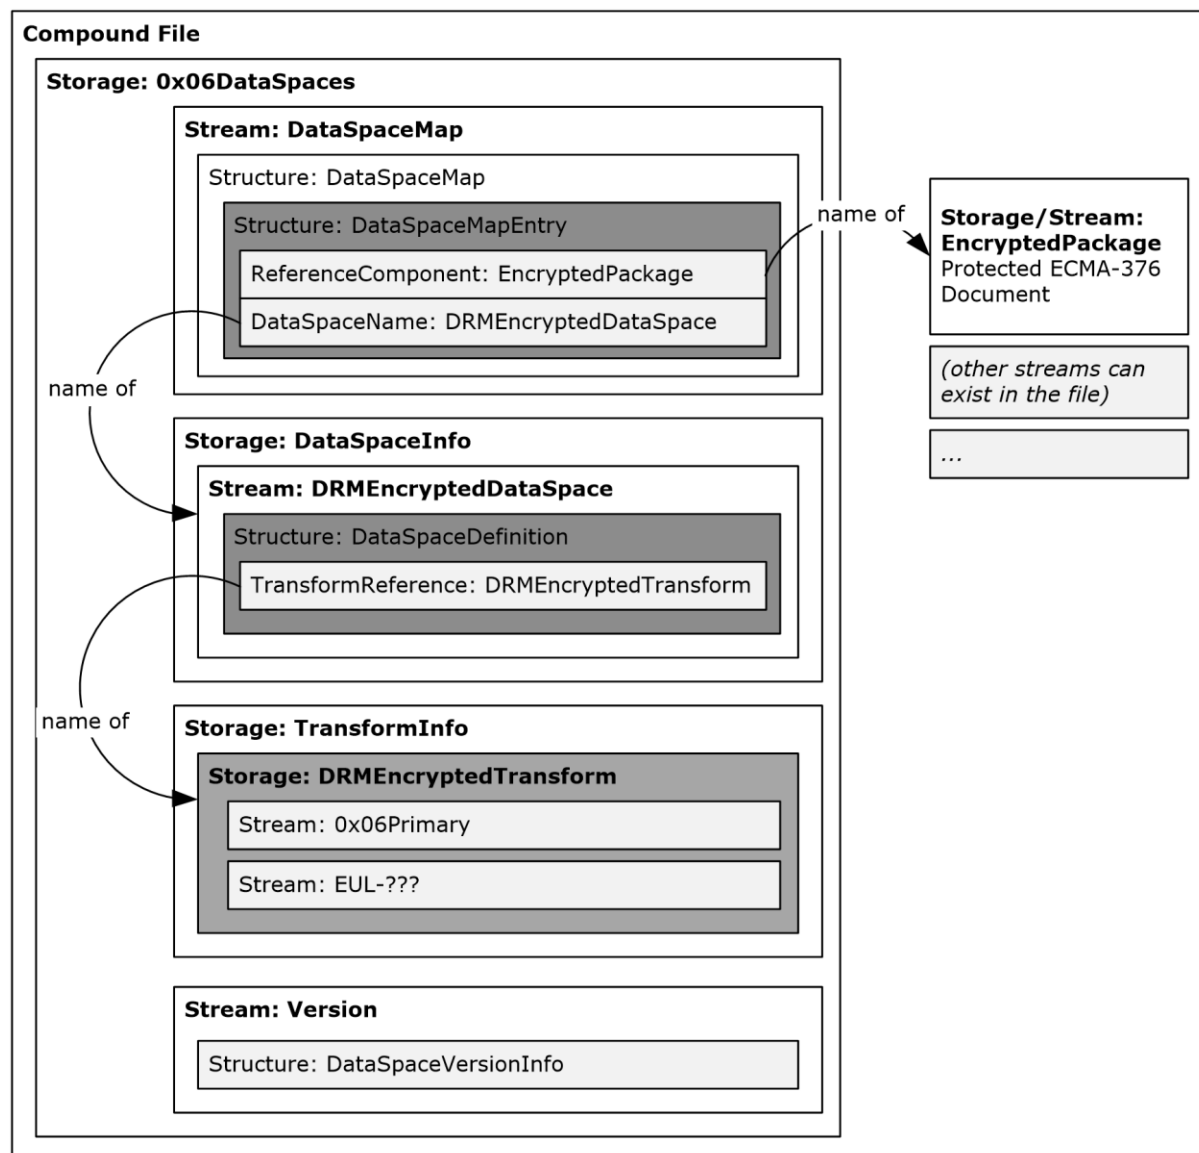 Compound File
Storage: 0x06DataSpaces
Stream: DataSpaceMap
Structure: DataSpaceMap
Structure: DataSpaceMapEntry
ReferenceComponent: EncryptedPackage
DataSpaceName: DRMEncryptedDataSpace
name of
Storage/Stream:
EncryptedPackage
Protected ECMA-376
Document
(other streams can
exist in the file)
...
name of
Storage: DataSpaceInfo
Stream: DRMEncryptedDataSpace
Structure: DataSpaceDefinition
TransformReference: DRMEncryptedTransform
name of
Storage: TransformInfo
Storage: DRMEncryptedTransform
Stream: 0x06Primary
Stream: EUL-???
Stream: Version
Structure: DataSpaceVersionInfo